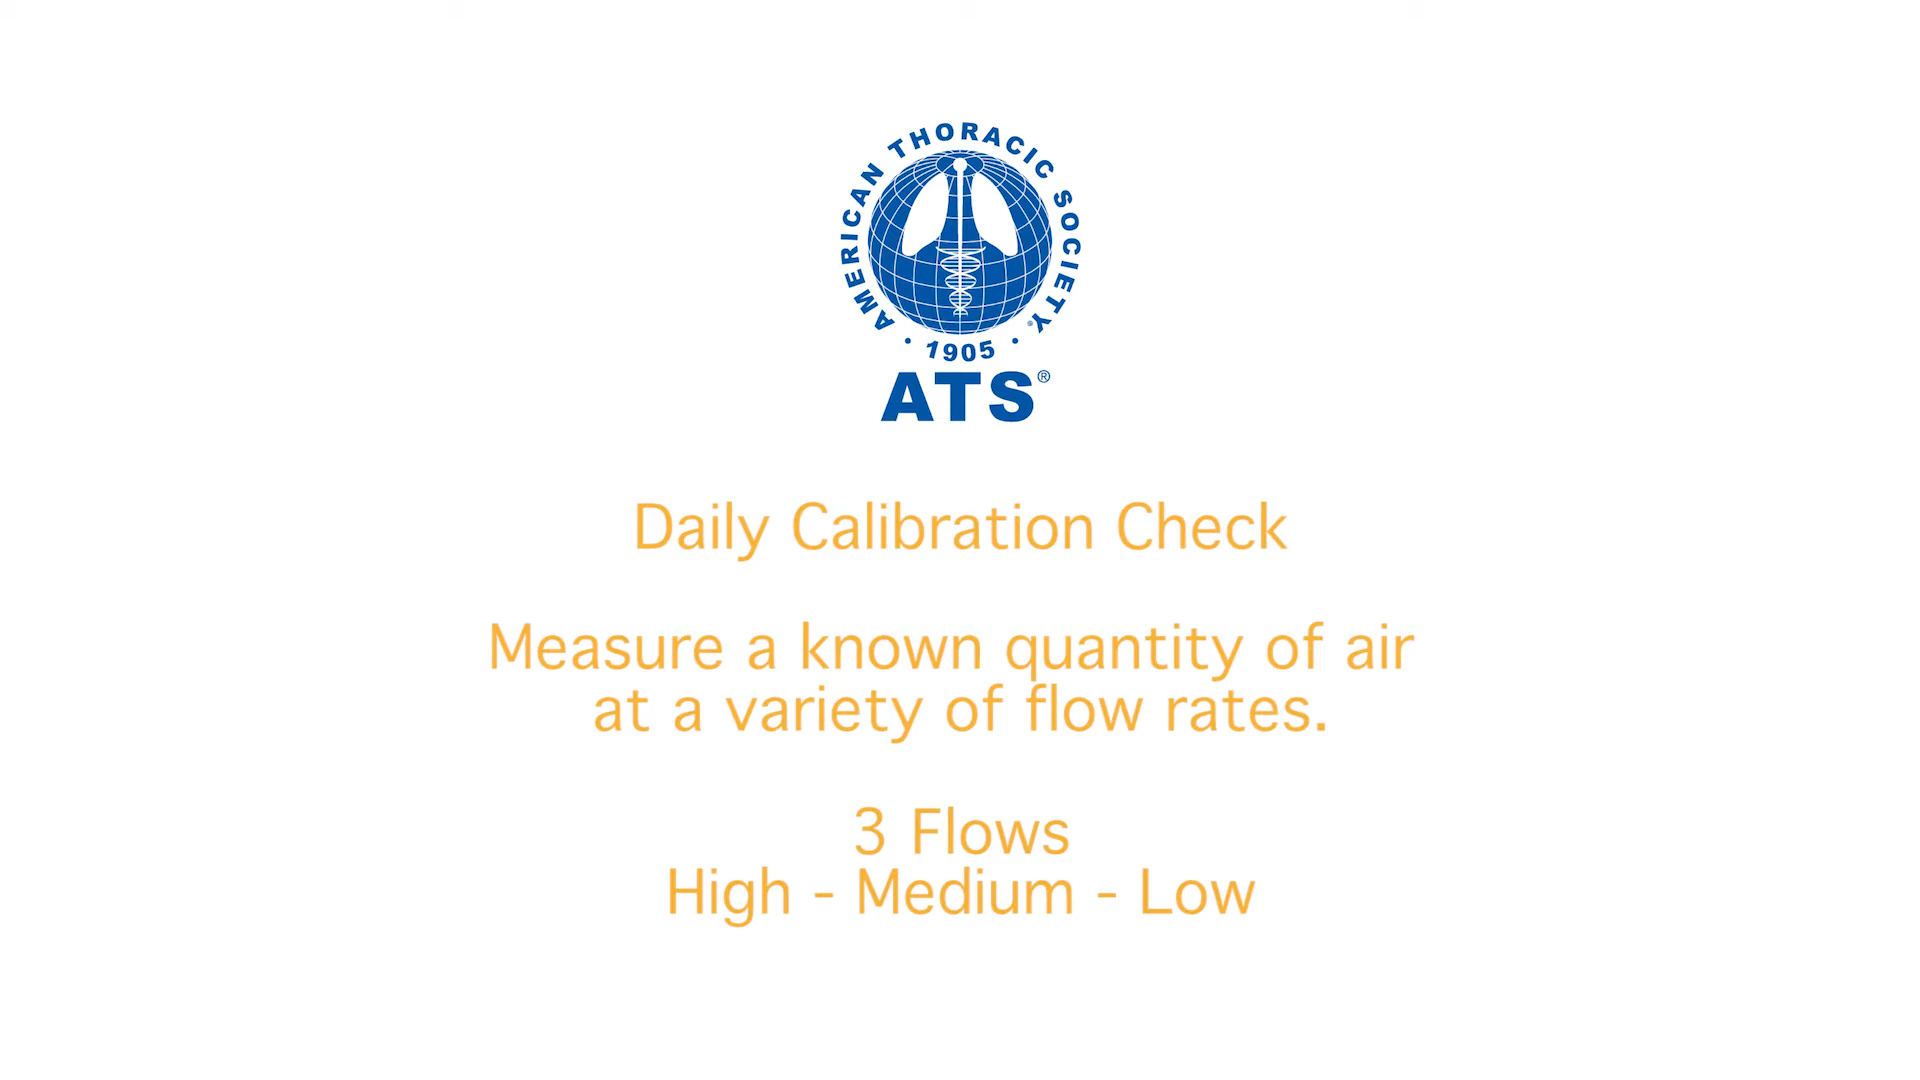 AMERICAN THORACIC SOCIETY®
• 1905 •
ATS®
Daily Calibration Check
Measure a known quantity of air
at a variety of flow rates.
3 Flows
High - Medium - Low